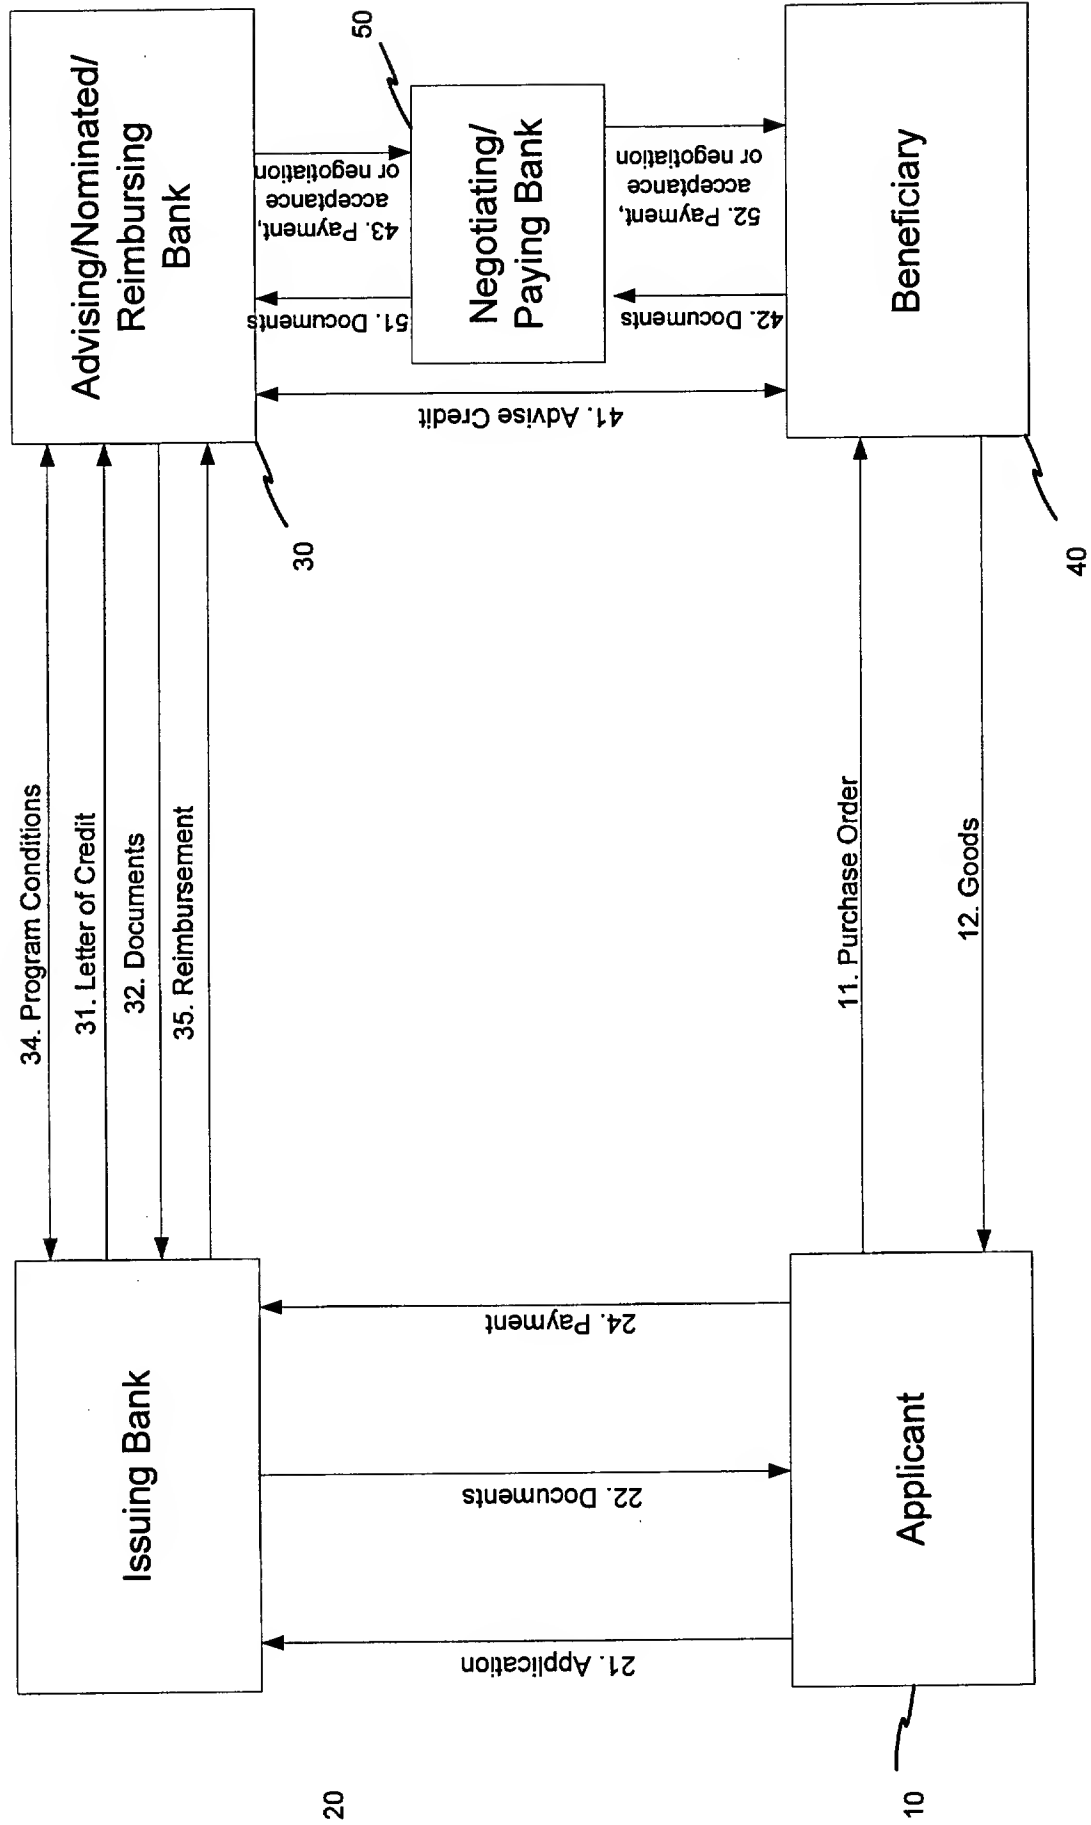 Issuing Bank
20
34. Program Conditions
31. Letter of Credit
32. Documents
35. Reimbursement
Advising/Nominated/
Reimbursing
Bank
30
21. Application
22. Documents
24. Payment
41. Advise Credit
51. Documents
43. Payment,
acceptance
or negotiation
50
Negotiating/
Paying Bank
42. Documents
52. Payment,
acceptance
or negotiation
Applicant
10
11. Purchase Order
12. Goods
Beneficiary
40